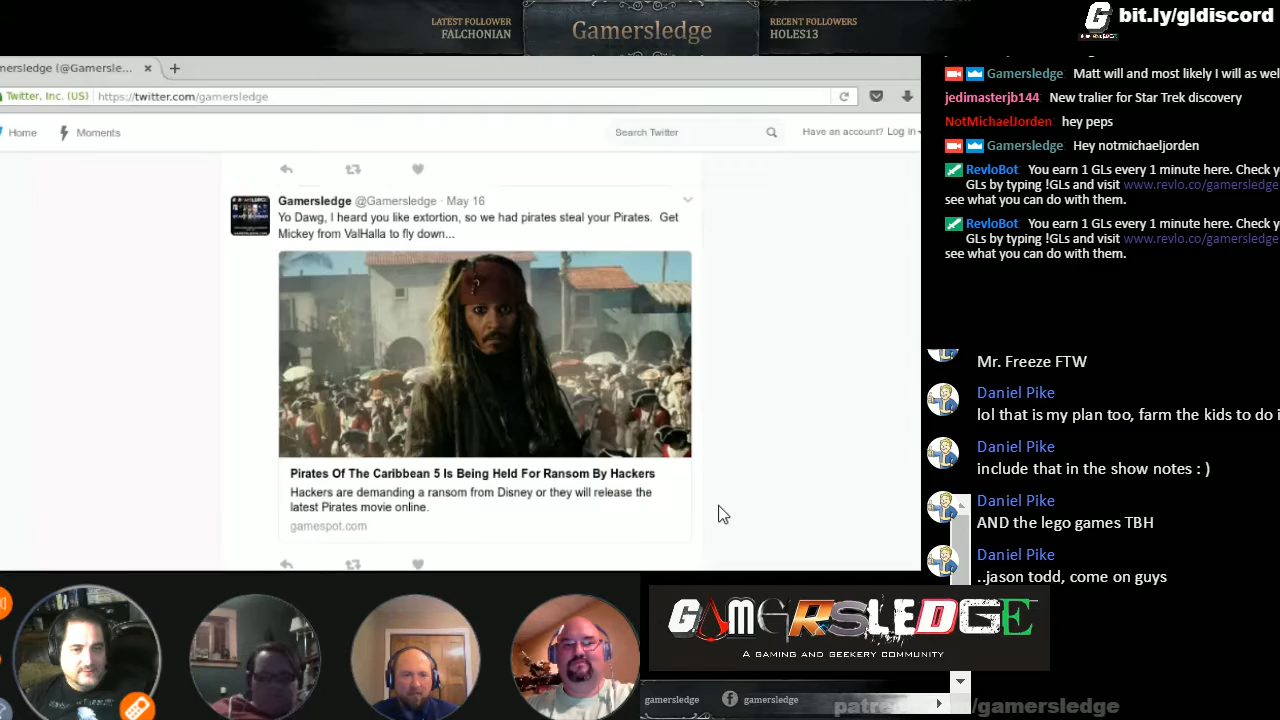 LATEST FOLLOWER
FALCHONIAN
Gamersledge
RECENT FOLLOWERS
HOLES13
bit.ly/gldiscord
mersledge (@Gamersle...
Twitter, Inc. (US)
https://twitter.com/gamersledge
Home
Moments
Search Twitter
Have an account? Log in
Gamersledge @Gamersledge · May 16
Yo Dawg, I heard you like extortion, so we had pirates steal your Pirates. Get
Mickey from ValHalla to fly down...
Pirates Of The Caribbean 5 Is Being Held For Ransom By Hackers
Hackers are demanding a ransom from Disney or they will release the
latest Pirates movie online.
gamespot.com
Gamersledge Matt will and most likely I will as wel
jedimasterjb144 New tralier for Star Trek discovery
NotMichaelJorden hey peps
Gamersledge Hey notmichaeljorden
RevloBot: You earn 1 GLs every 1 minute here. Check y
GLs by typing !GLs and visit www.revlo.co/gamersledge
see what you can do with them.
RevloBot: You earn 1 GLs every 1 minute here. Check y
GLs by typing !GLs and visit www.revlo.co/gamersledge
see what you can do with them.
Mr. Freeze FTW
Daniel Pike
lol that is my plan too, farm the kids to do i
Daniel Pike
include that in the show notes : )
Daniel Pike
AND the lego games TBH
Daniel Pike
..jason todd, come on guys
GAMERSLEDGE
A GAMING AND GEEKERY COMMUNITY
gamersledge
gamersledge
patreon.com/gamersledge